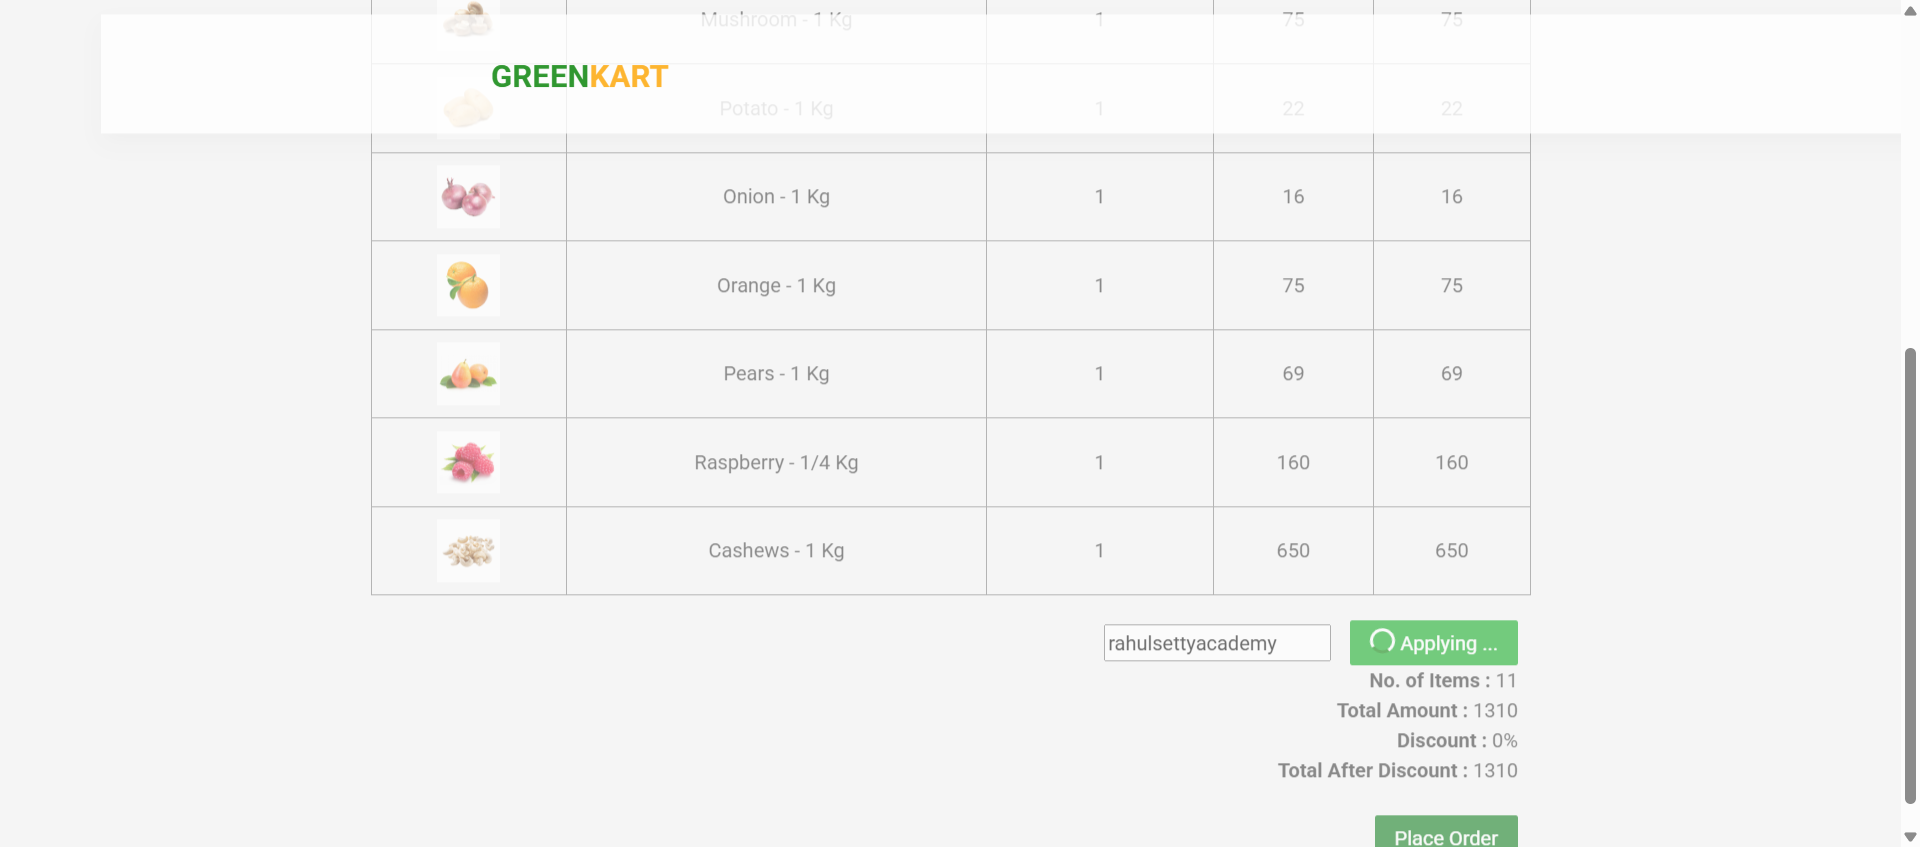 Mushroom - 1 Kg 1 75 75
GREENKART
Potato - 1 Kg 1 22 22
Onion - 1 Kg 1 16 16
Orange - 1 Kg 1 75 75
Pears - 1 Kg 1 69 69
Raspberry - 1/4 Kg 1 160 160
Cashews - 1 Kg 1 650 650
rahulsettyacademy Applying ...
No. of Items : 11
Total Amount : 1310
Discount : 0%
Total After Discount : 1310
Place Order